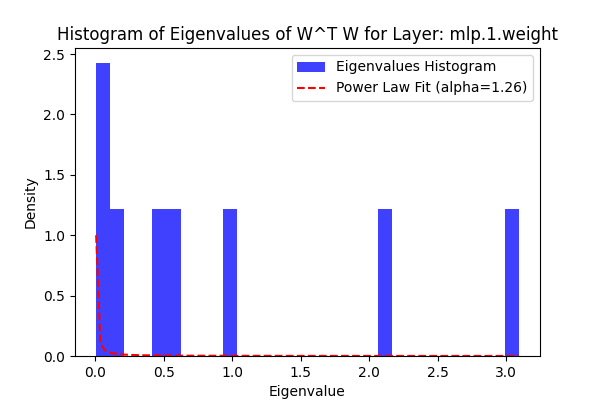 Histogram of Eigenvalues of W^T W for Layer: mlp.1.weight
Eigenvalues Histogram
Power Law Fit (alpha=1.26)
2.5
2.0
1.5
1.0
0.5
0.0
Density
0.0 0.5 1.0 1.5 2.0 2.5 3.0
Eigenvalue